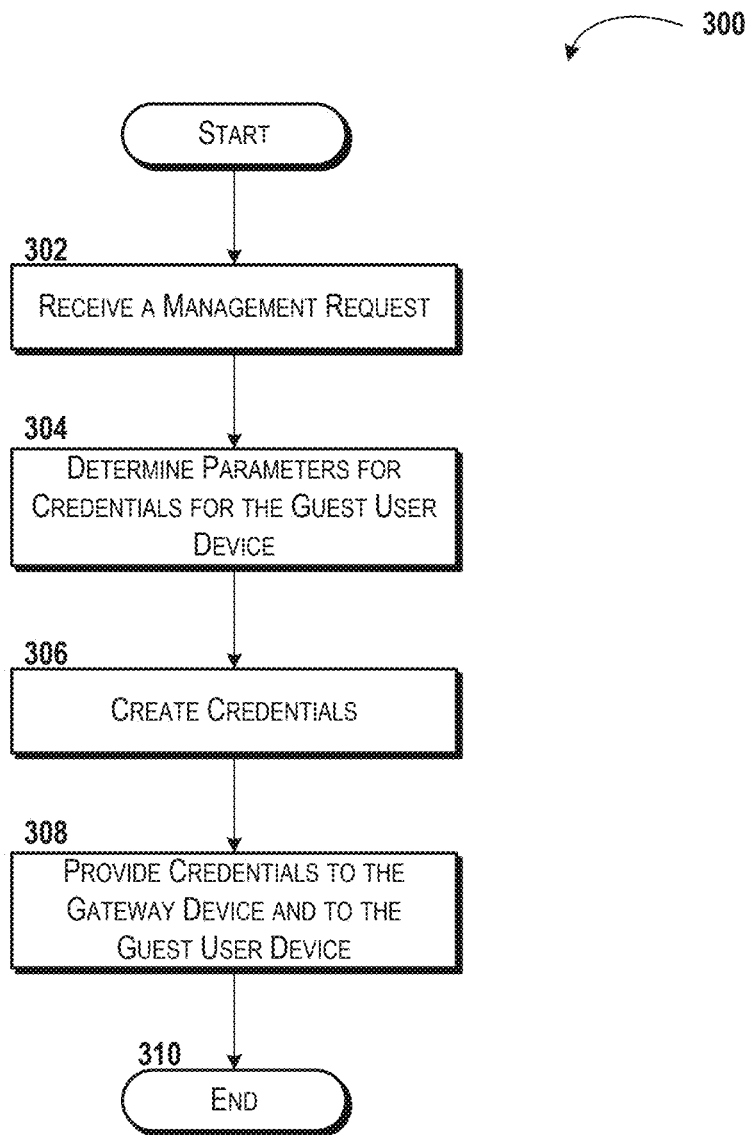 300
START
302
RECEIVE A MANAGEMENT REQUEST
304
DETERMINE PARAMETERS FOR
CREDENTIALS FOR THE GUEST USER
DEVICE
306
CREATE CREDENTIALS
308
PROVIDE CREDENTIALS TO THE
GATEWAY DEVICE AND TO THE
GUEST USER DEVICE
310
END